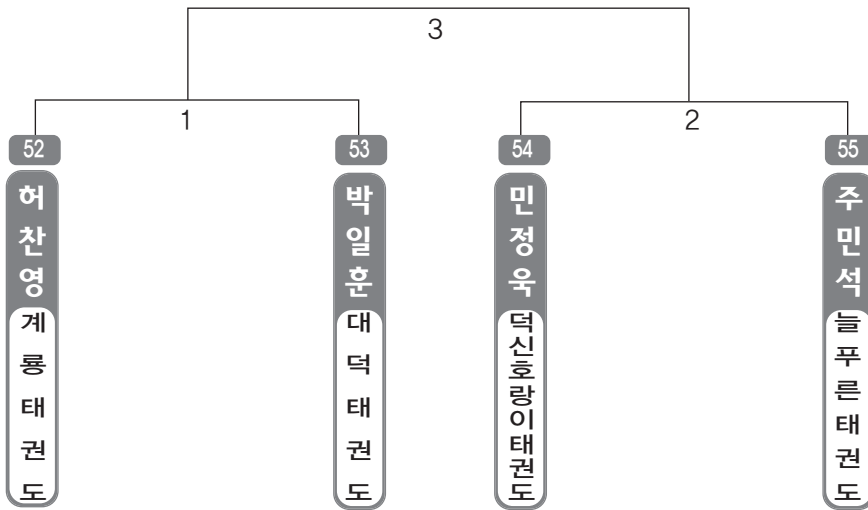 3
1
2
52
53
54
55
허찬영
계룡태권도
박일훈
대덕태권도
민정욱
덕신호랑이태권도
주민석
늘푸른태권도